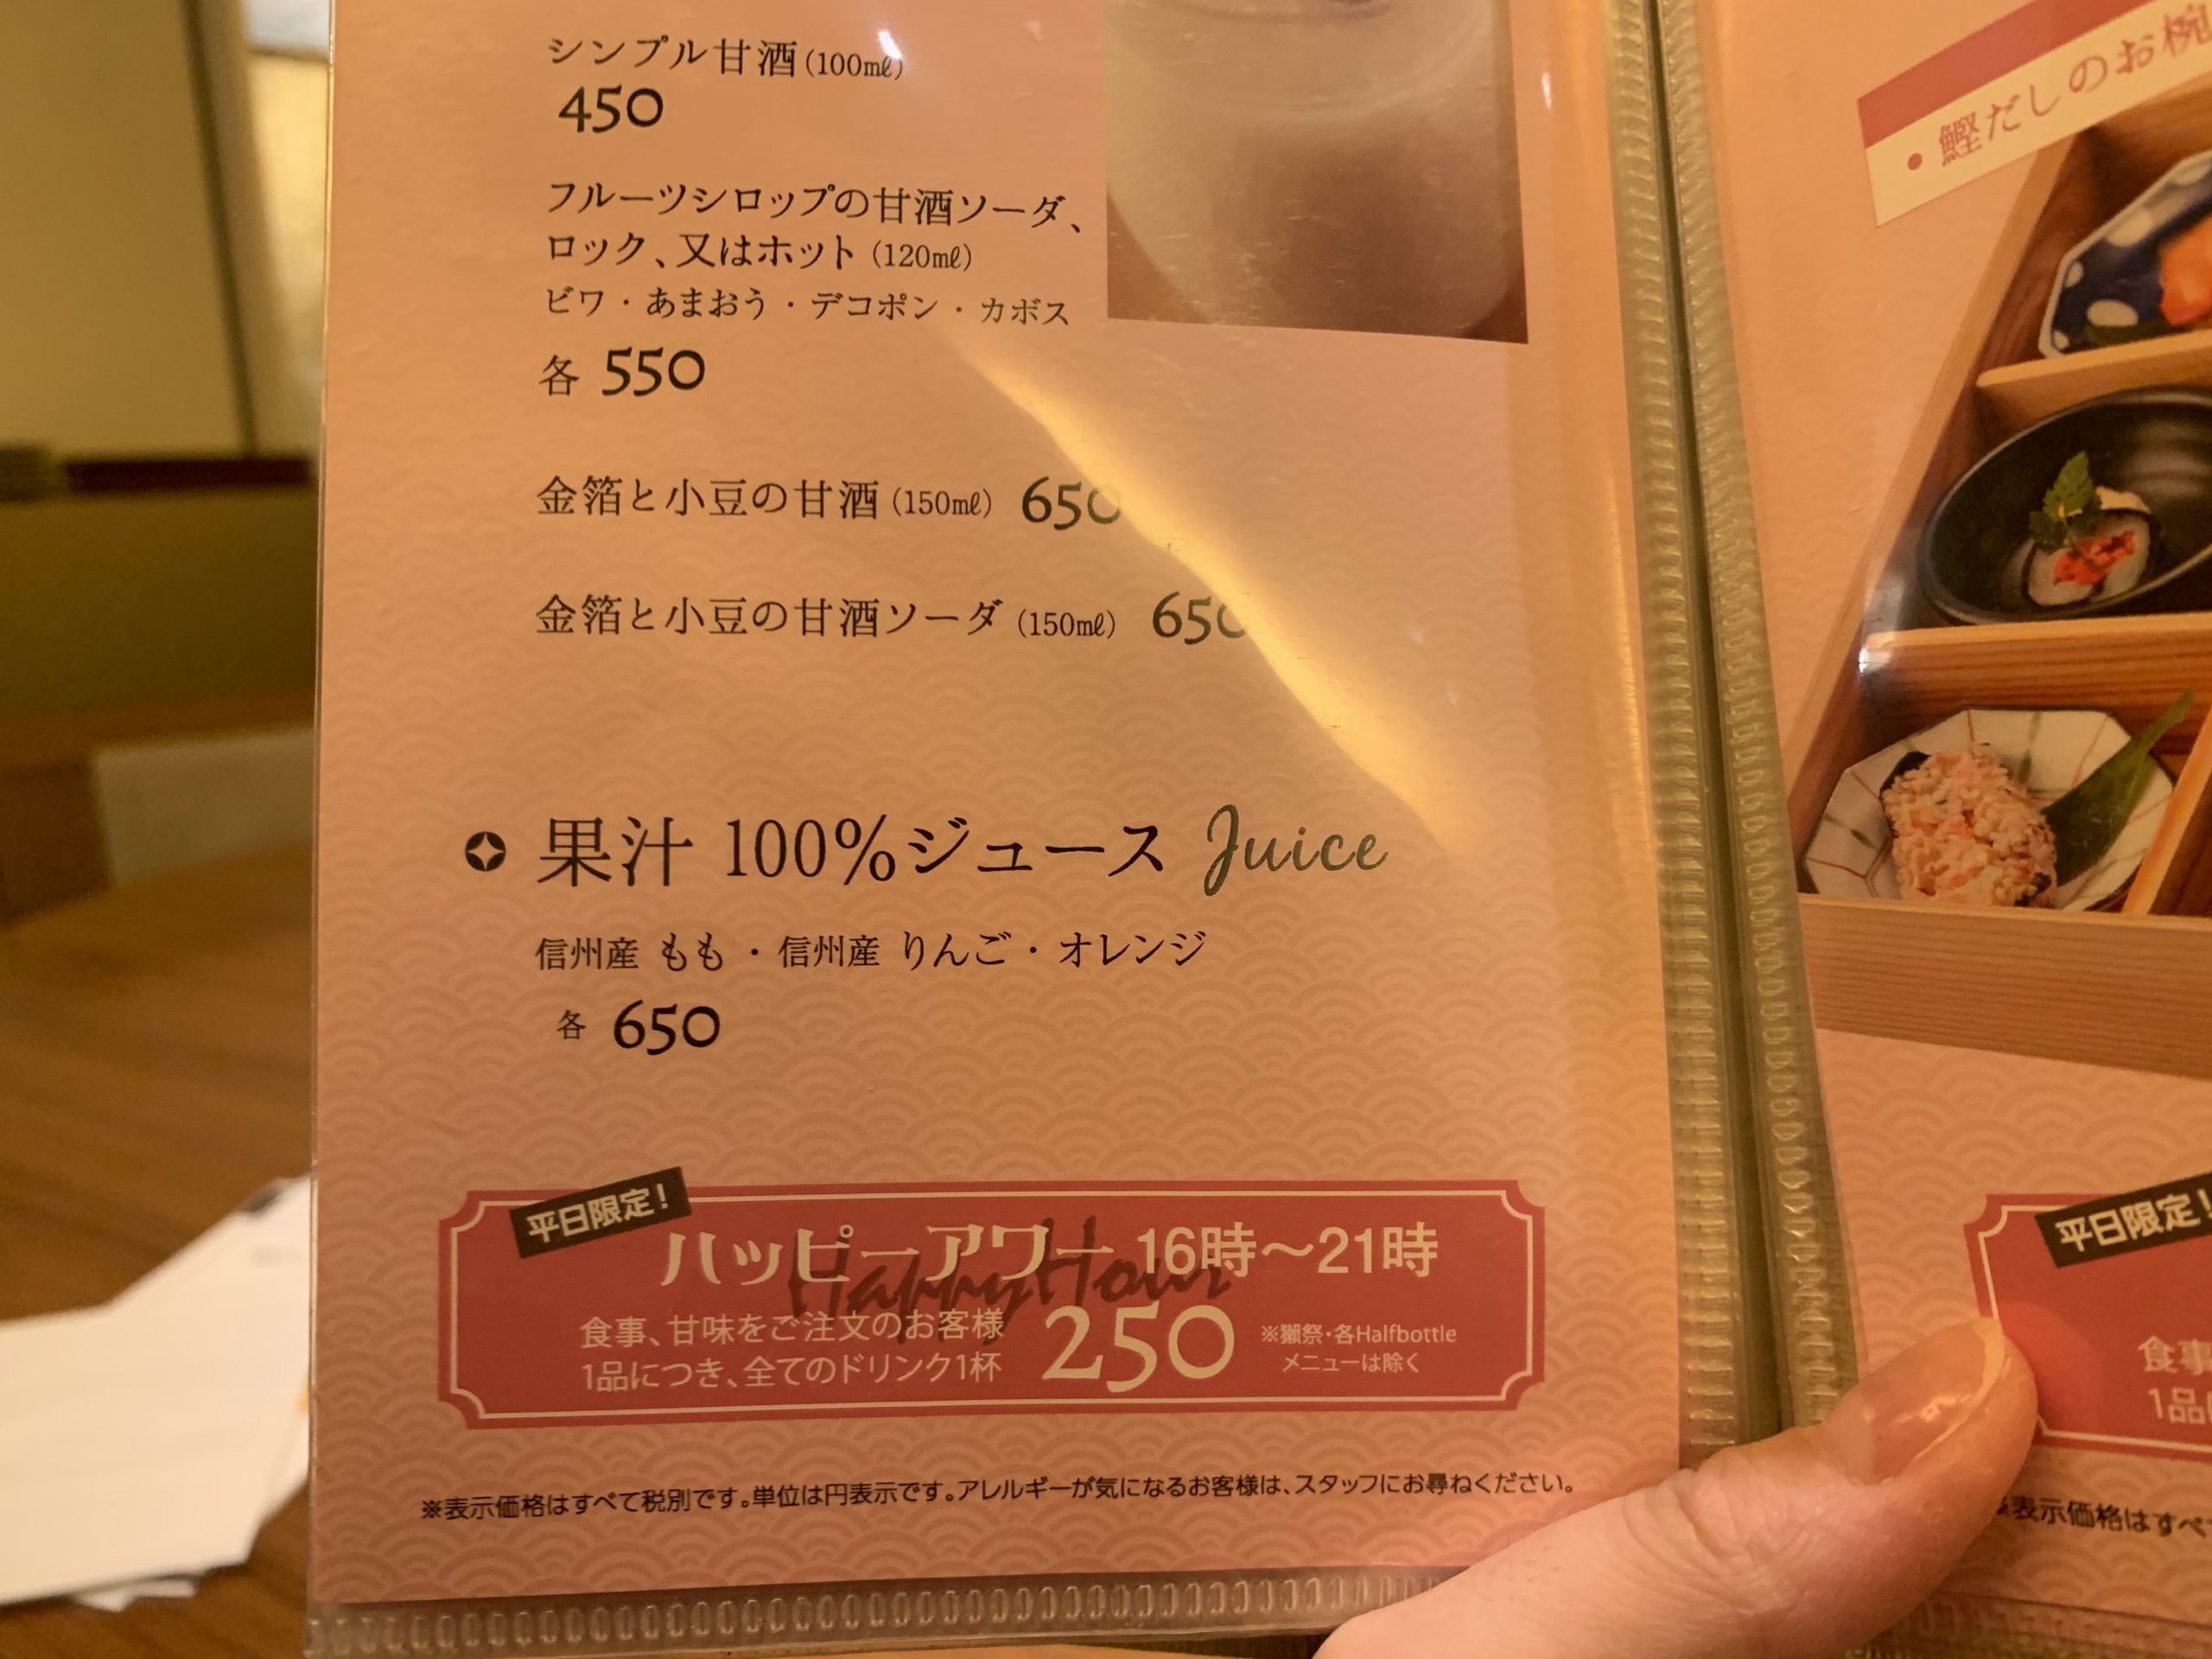 シンプル甘酒(100㎖)
450
フルーツシロップの甘酒ソーダ、
ロック、又はホット(120㎖)
ビワ・あまおう・デコポン・カボス
各 550
金箔と小豆の甘酒(150㎖) 650
金箔と小豆の甘酒ソーダ(150㎖) 650
果汁 100%ジュース Juice
信州産 もも・信州産 りんご・オレンジ
各 650
平日限定!
ハッピーアワー 16時〜21時
Happy Hour
食事、甘味をご注文のお客様
1品につき、全てのドリンク1杯 250
※獺祭・各Halfbottle
メニューは除く
※表示価格はすべて税別です。単位は円表示です。アレルギーが気になるお客様は、スタッフにお尋ねください。
・鰹だしのお椀
平日限定!
食事
1品
※表示価格はすべ